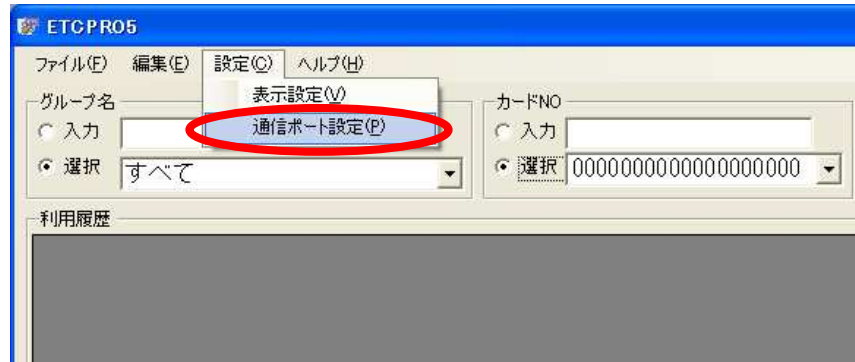 ETCPRO5
ファイル(F) 編集(E) 設定(C) ヘルプ(H)
表示設定(V)
通信ポート設定(P)
グループ名
入力
選択 すべて
カードNO
入力
選択 0000000000000000000
利用履歴